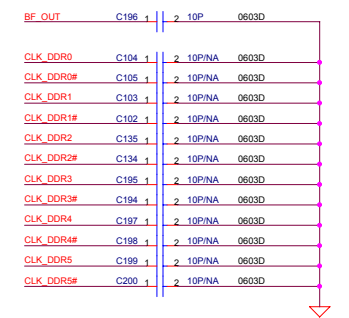 BF_OUT C196 1 2 10P 0603D
CLK_DDR0 C104 1 2 10P/NA 0603D
CLK_DDR0# C105 1 2 10P/NA 0603D
CLK_DDR1 C103 1 2 10P/NA 0603D
CLK_DDR1# C102 1 2 10P/NA 0603D
CLK_DDR2 C135 1 2 10P/NA 0603D
CLK_DDR2# C134 1 2 10P/NA 0603D
CLK_DDR3 C195 1 2 10P/NA 0603D
CLK_DDR3# C194 1 2 10P/NA 0603D
CLK_DDR4 C197 1 2 10P/NA 0603D
CLK_DDR4# C198 1 2 10P/NA 0603D
CLK_DDR5 C199 1 2 10P/NA 0603D
CLK_DDR5# C200 1 2 10P/NA 0603D